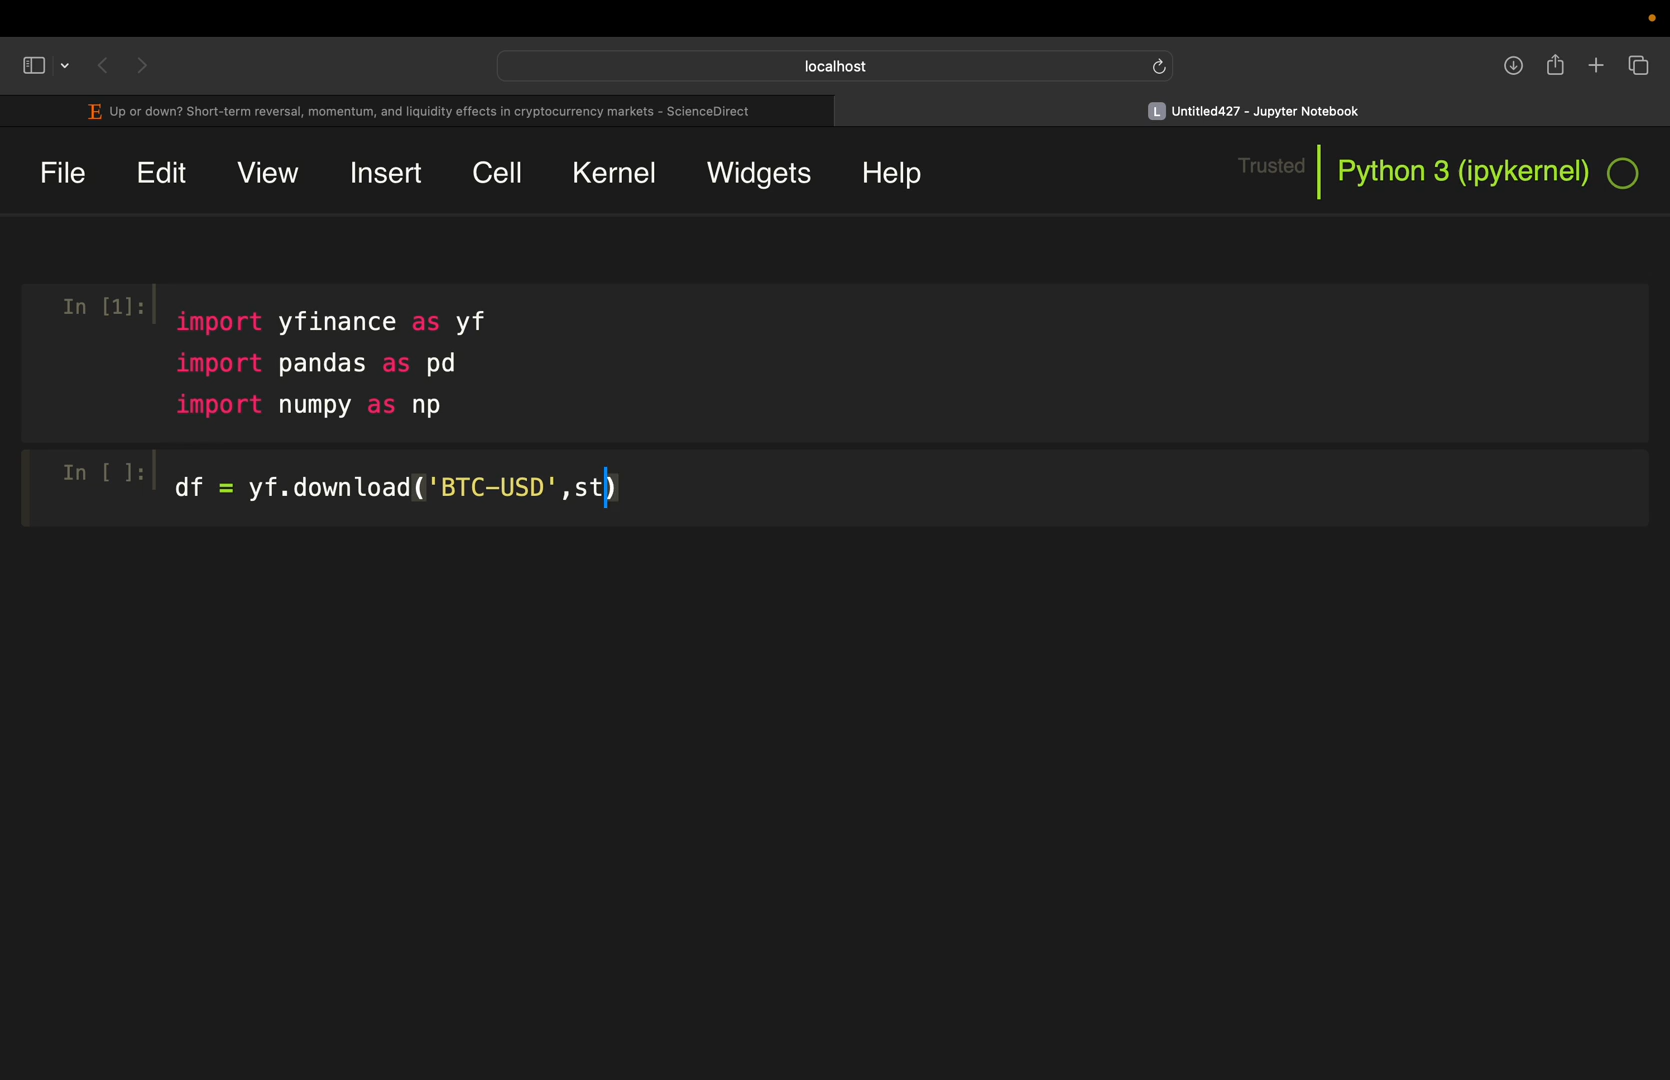 localhost
E Up or down? Short-term reversal, momentum, and liquidity effects in cryptocurrency markets - ScienceDirect
L Untitled427 - Jupyter Notebook
File Edit View Insert Cell Kernel Widgets Help Trusted Python 3 (ipykernel)
In [1]:
import yfinance as yf
import pandas as pd
import numpy as np
In [ ]:
df = yf.download('BTC-USD',st)